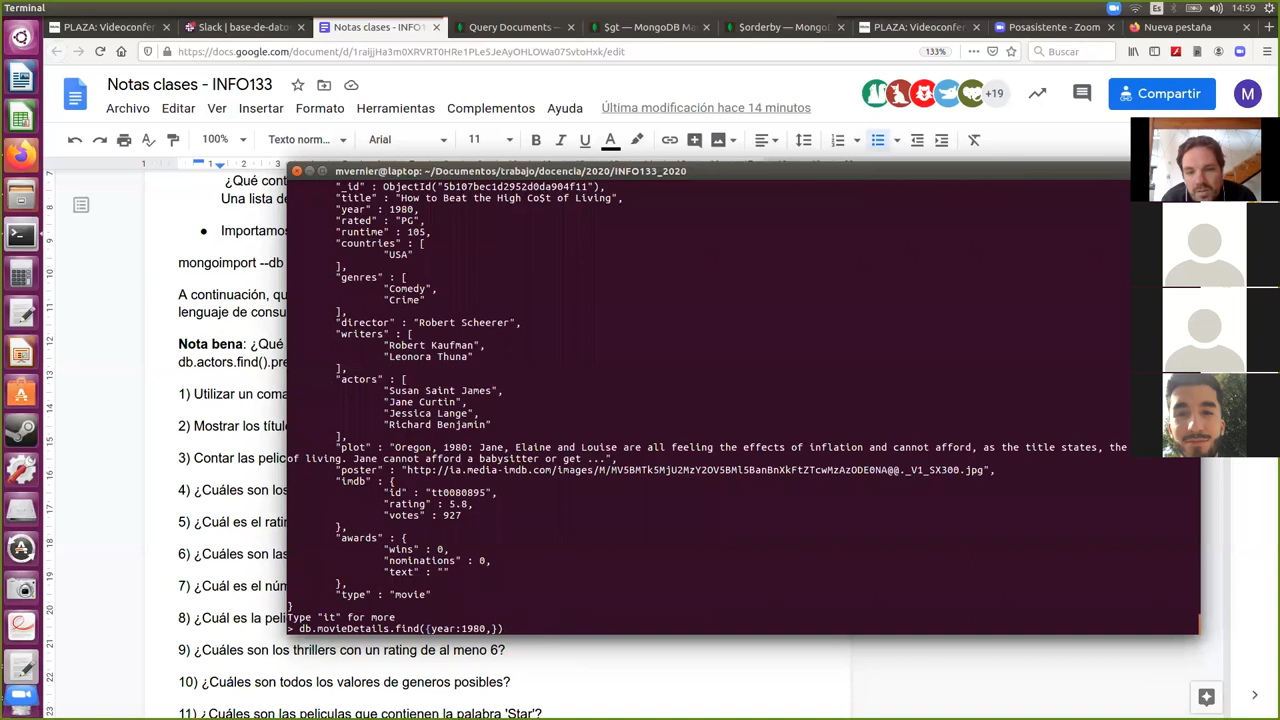 Terminal
Es
14:59
PLAZA: Videoconfer
Slack | base-de-dato
Notas clases - INFO1
Query Documents —
$gt — MongoDB Ma
$orderby — MongoD
PLAZA: Videoconfer
Posasistente - Zoom
Nueva pestaña
https://docs.google.com/document/d/1raijjHa3m0XRVRT0HRe1PLe5JeAyOHLOWa07SvtoHxk/edit
133%
Buscar
Notas clases - INFO133
Archivo Editar Ver Insertar Formato Herramientas Complementos Ayuda
Última modificación hace 14 minutos
+19
Compartir
M
100%
Texto norm...
Arial
¿Qué cont
Una lista de
Importamos
mongoimport --db
A continuación, qu
lenguaje de consu
Nota bena: ¿Qué
db.actors.find().pre
1) Utilizar un coma
2) Mostrar los título
3) Contar las pelic
4) ¿Cuáles son los
5) ¿Cuál es el ratin
6) ¿Cuáles son las
7) ¿Cuál es el núm
8) ¿Cuál es la pelí
9) ¿Cuáles son los thrillers con un rating de al meno 6?
10) ¿Cuáles son todos los valores de generos posibles?
11) ¿Cuáles son las peliculas que contienen la palabra 'Star'?
mvernier@laptop: ~/Documentos/trabajo/docencia/2020/INFO133_2020
"_id" : ObjectId("5b107bec1d2952d0da904f11"),
"title" : "How to Beat the High Co$t of Living",
"year" : 1980,
"rated" : "PG",
"runtime" : 105,
"countries" : [
"USA"
],
"genres" : [
"Comedy",
"Crime"
],
"director" : "Robert Scheerer",
"writers" : [
"Robert Kaufman",
"Leonora Thuna"
],
"actors" : [
"Susan Saint James",
"Jane Curtin",
"Jessica Lange",
"Richard Benjamin"
],
"plot" : "Oregon, 1980: Jane, Elaine and Louise are all feeling the effects of inflation and cannot afford, as the title states, the
of living. Jane cannot afford a babysitter or get ...",
"poster" : "http://ia.media-imdb.com/images/M/
"imdb" : {
"id" : "tt0080895",
"rating" : 5.8,
"votes" : 927
},
"awards" : {
"wins" : 0,
"nominations" : 0,
"text" : ""
},
"type" : "movie"
}
Type "it" for more
> db.movieDetails.find({year:1980,})